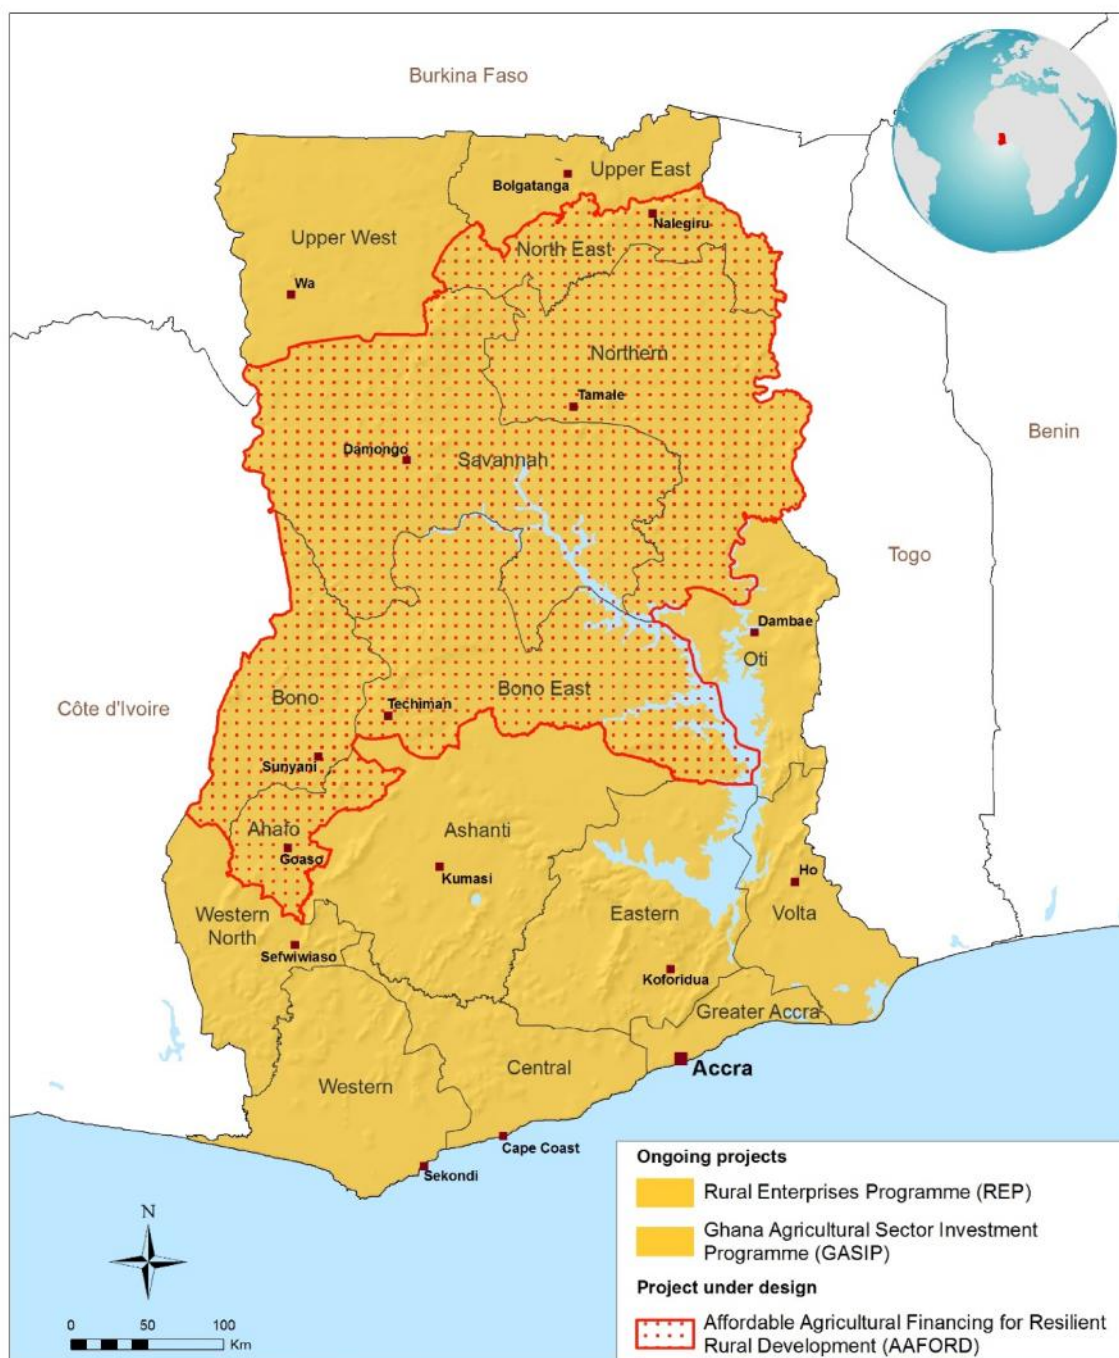 Burkina Faso
Upper East
Bolgatanga
Nalegiru
Upper West
North East
Wa
Northern
Tamale
Benin
Damongo
Savannah
Togo
Dambae
Oti
Bono
Bono East
Côte d'Ivoire
Techiman
Sunyani
Ahafo
Ashanti
Goaso
Kumasi
Ho
Western
North
Eastern
Volta
Sefwiwiaso
Koforidua
Greater Accra
Central
Accra
Western
Cape Coast
Sekondi
N
0 50 100
Km
Ongoing projects
Rural Enterprises Programme (REP)
Ghana Agricultural Sector Investment
Programme (GASIP)
Project under design
Affordable Agricultural Financing for Resilient
Rural Development (AAFORD)